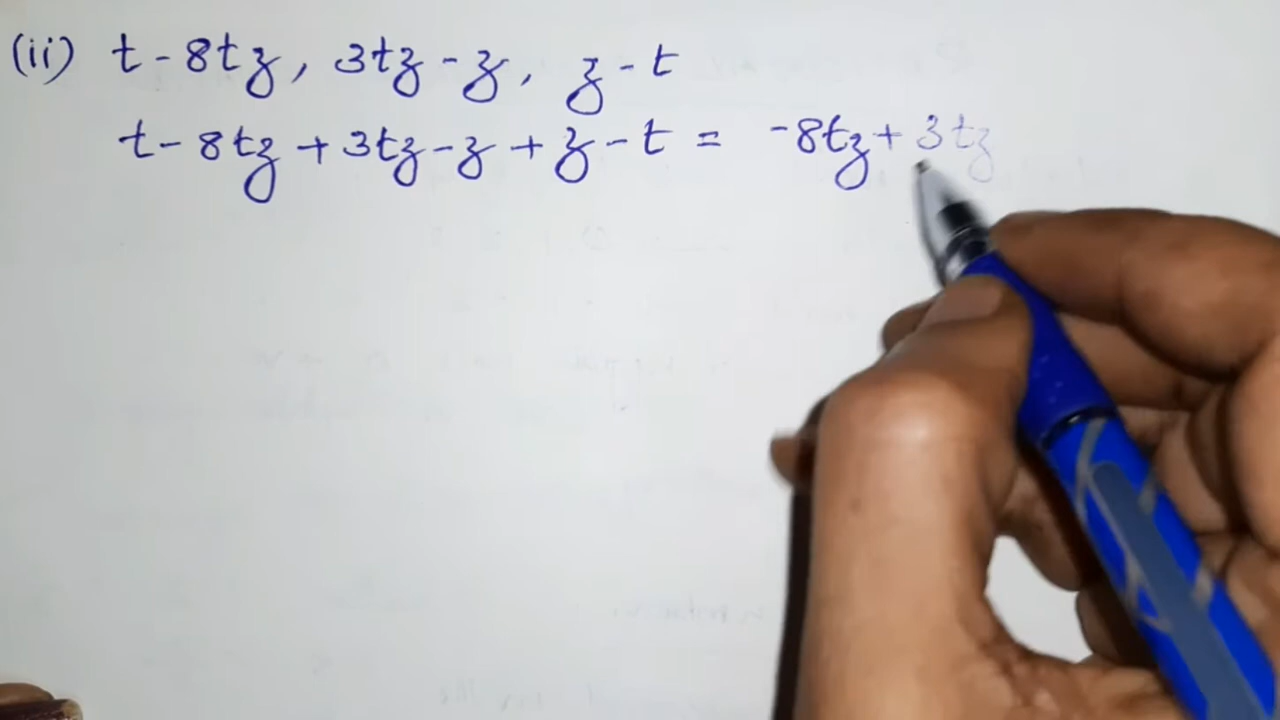 (ii) t - 8tz, 3tz - z, z - t
t - 8tz + 3tz - z + z - t = -8tz + 3tz